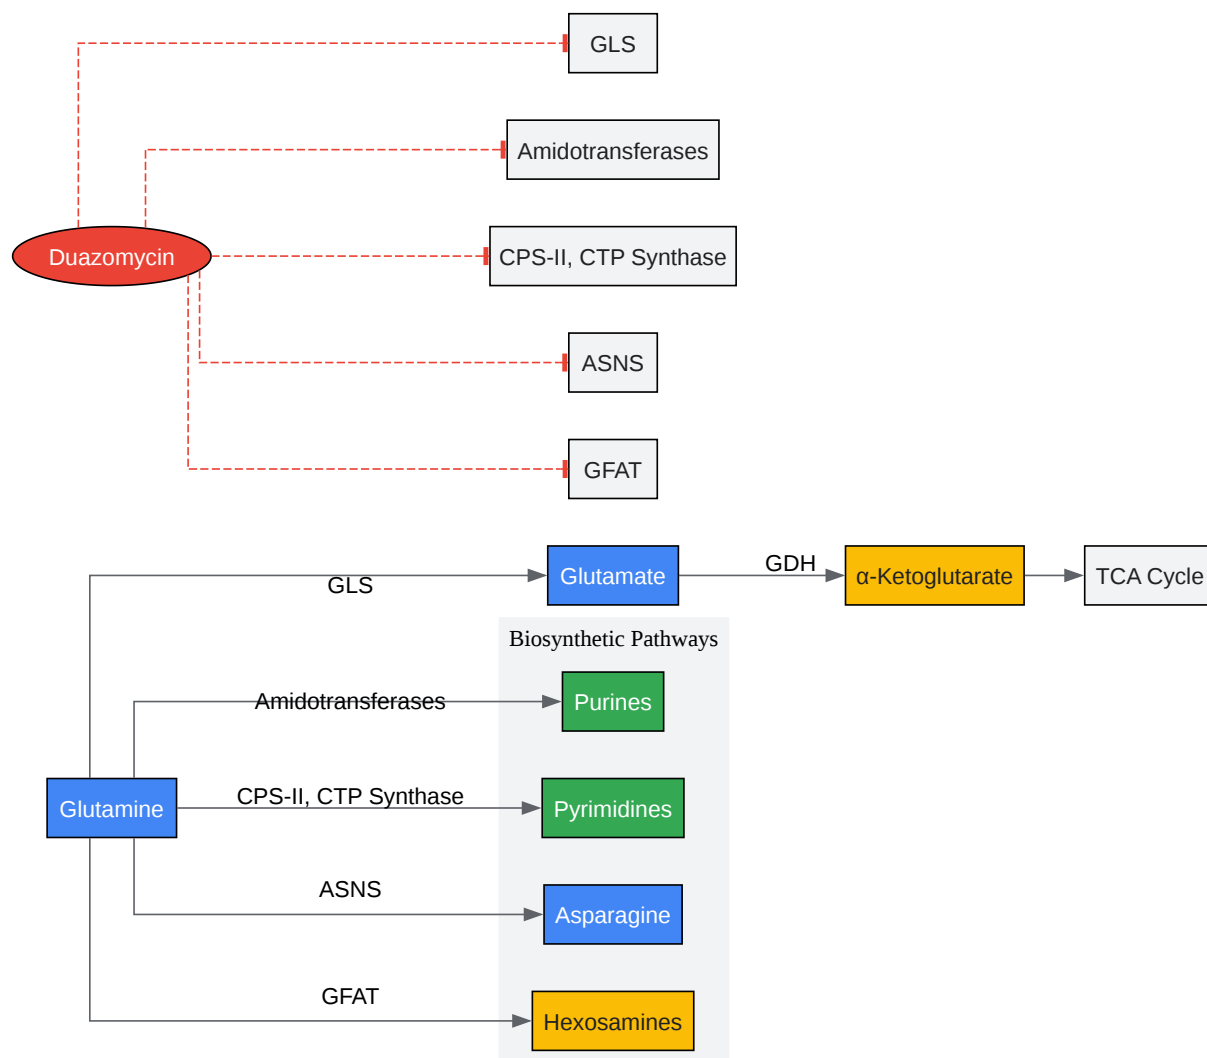 GLS
Amidotransferases
Duazomycin
CPS-II, CTP Synthase
ASNS
GFAT
GLS
Glutamate
GDH
α-Ketoglutarate
TCA Cycle
Biosynthetic Pathways
Amidotransferases
Purines
Glutamine
CPS-II, CTP Synthase
Pyrimidines
ASNS
Asparagine
GFAT
Hexosamines